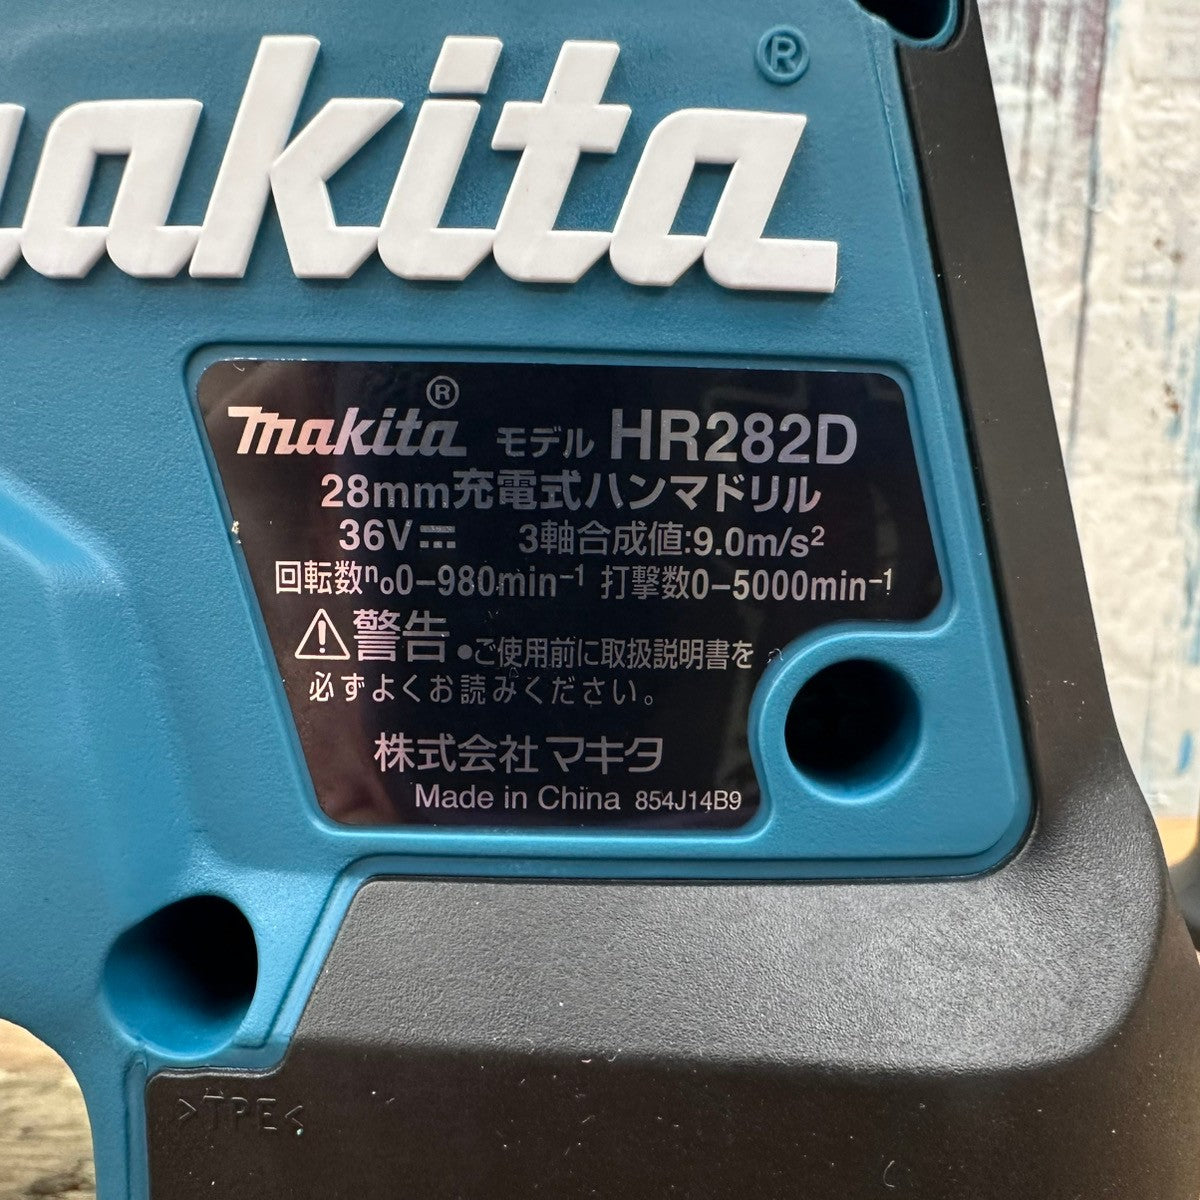 makita®
makita® モデル HR282D
28mm充電式ハンマドリル
36V⎓ 3軸合成値:9.0m/s²
回転数n₀0-980min⁻¹ 打撃数0-5000min⁻¹
⚠警告 •ご使用前に取扱説明書を
必ずよくお読みください。
株式会社 マキタ
Made in China 854J14B9
>TPE<